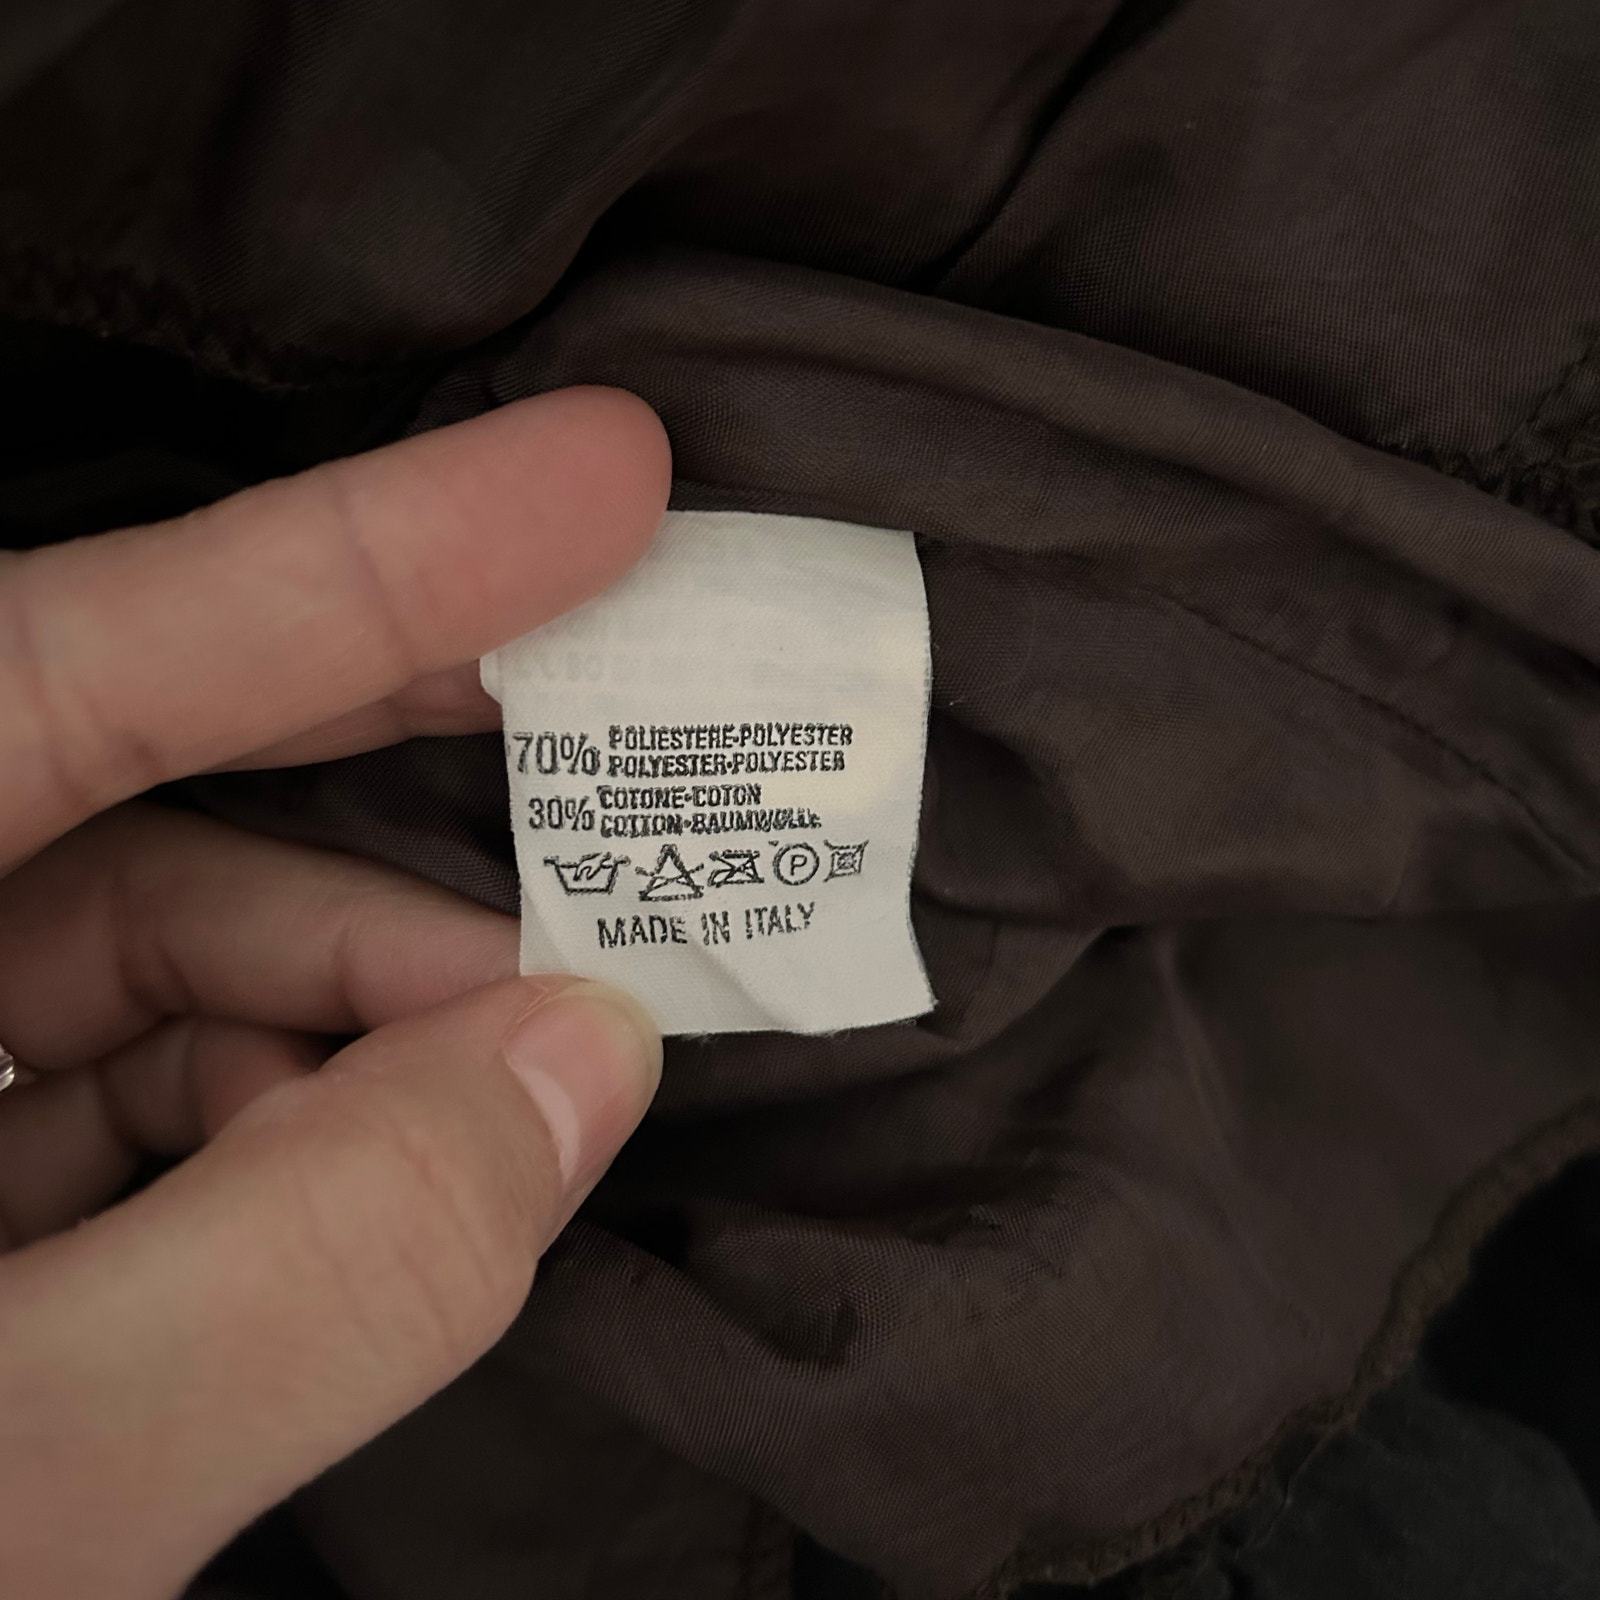 70% POLIESTERE·POLYESTER
POLYESTER·POLYESTER
30% COTONE·COTON
COTTON·BAUMWOLLE
P
MADE IN ITALY